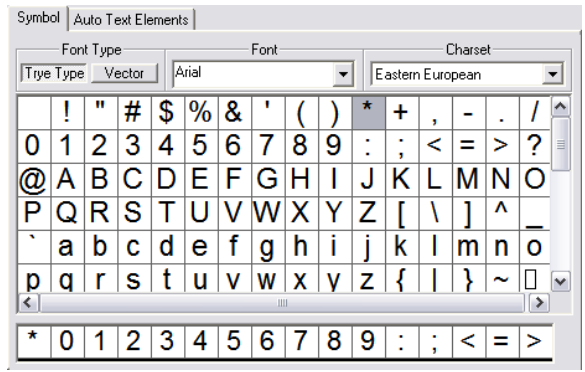 Symbol Auto Text Elements
Font Type Font Charset
True Type Vector Arial Eastern European
! " # $ % & ' ( ) * + , - . /
0 1 2 3 4 5 6 7 8 9 : ; < = > ?
@ A B C D E F G H I J K L M N O
P Q R S T U V W X Y Z [ \ ] ^ _
` a b c d e f g h i j k l m n o
p q r s t u v w x y z { | } ~ ▯
* 0 1 2 3 4 5 6 7 8 9 : ; < = >